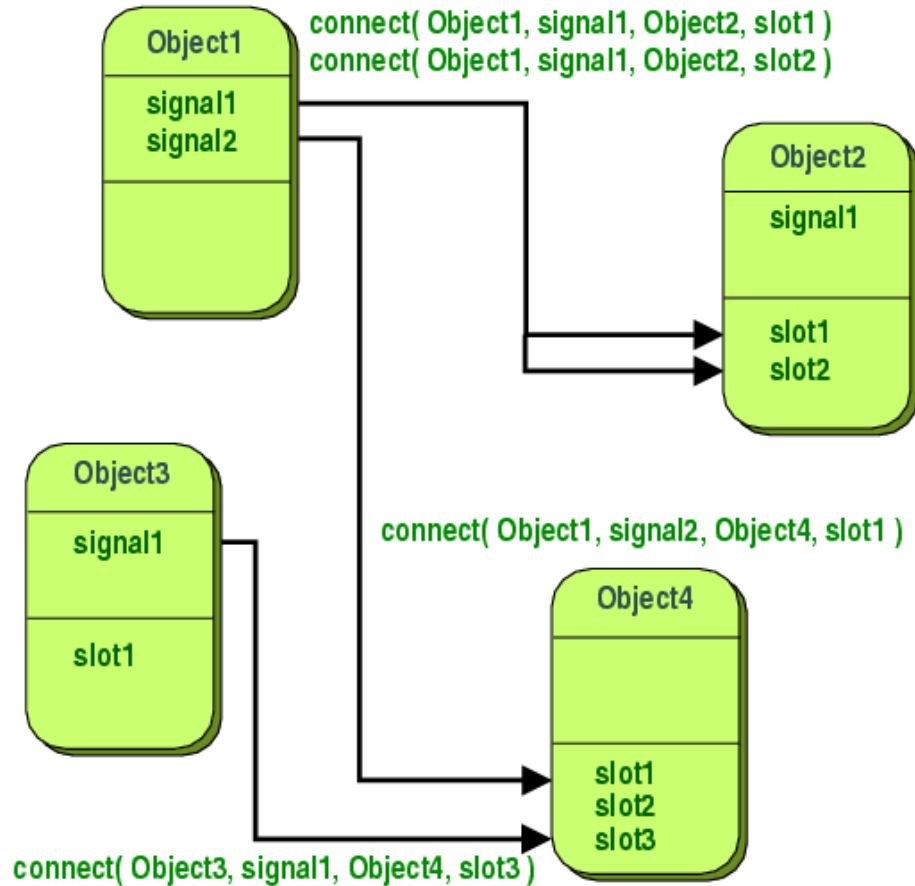 Object1
connect( Object1, signal1, Object2, slot1 )
connect( Object1, signal1, Object2, slot2 )
signal1
signal2
Object2
signal1
slot1
slot2
Object3
signal1
slot1
connect( Object1, signal2, Object4, slot1 )
Object4
slot1
slot2
slot3
connect( Object3, signal1, Object4, slot3 )